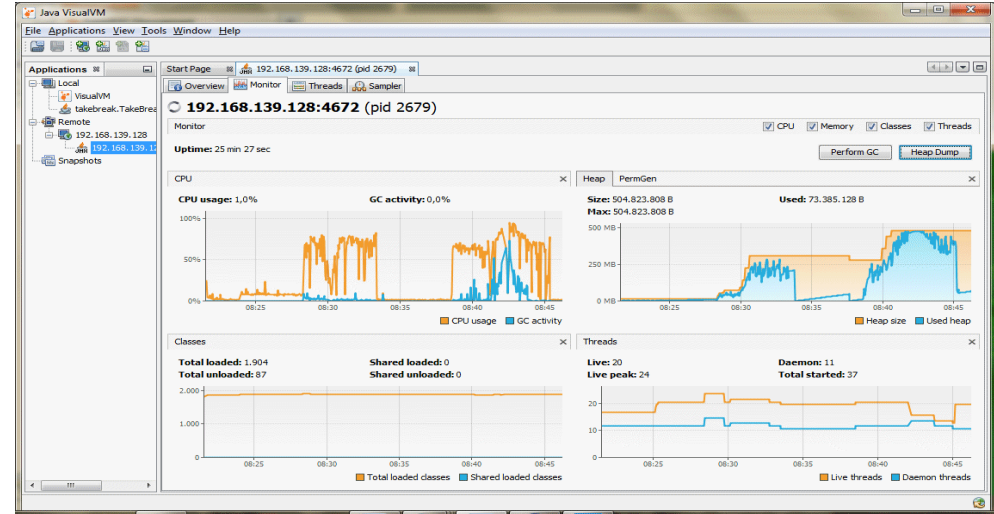 Java VisualVM
File Applications View Tools Window Help
Applications
Local
VisualVM
takebreak.TakeBrea
Remote
192.168.139.128
192.168.139.12
Snapshots
Start Page
192.168.139.128:4672 (pid 2679)
Overview Monitor Threads Sampler
192.168.139.128:4672 (pid 2679)
Monitor
CPU Memory Classes Threads
Uptime: 25 min 27 sec
Perform GC Heap Dump
CPU
CPU usage: 1,0% GC activity: 0,0%
100%
50%
0%
08:25 08:30 08:35 08:40 08:45
CPU usage GC activity
Heap PermGen
Size: 504.823.808 B Used: 73.385.128 B
Max: 504.823.808 B
500 MB
250 MB
0 MB
08:25 08:30 08:35 08:40 08:45
Heap size Used heap
Classes
Total loaded: 1.904 Shared loaded: 0
Total unloaded: 87 Shared unloaded: 0
2.000
1.000
0
08:25 08:30 08:35 08:40 08:45
Total loaded classes Shared loaded classes
Threads
Live: 20 Daemon: 11
Live peak: 24 Total started: 37
20
10
0
08:25 08:30 08:35 08:40 08:45
Live threads Daemon threads